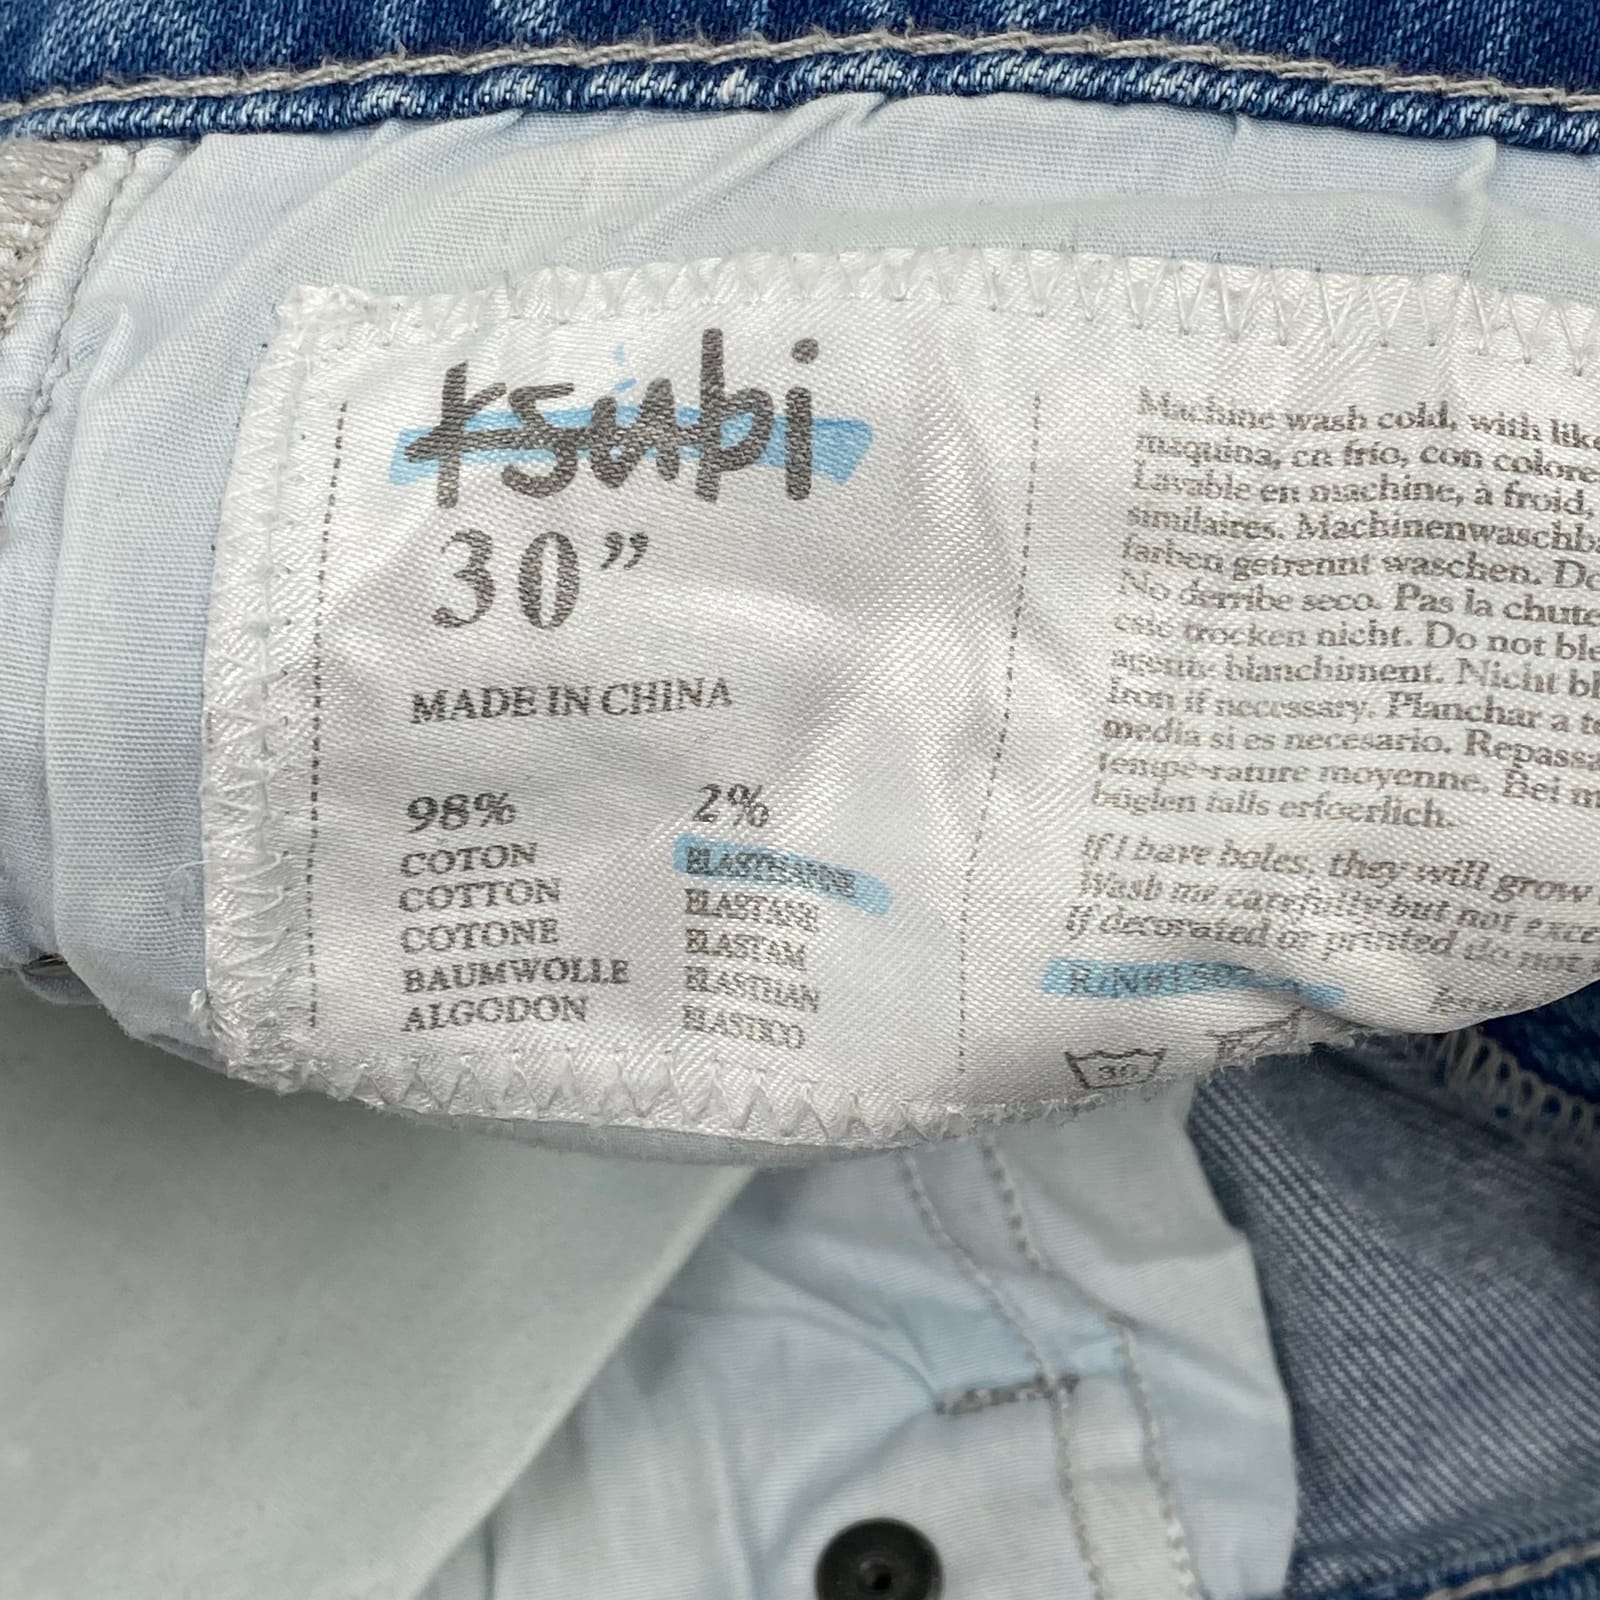 ksubi
30”
MADE IN CHINA
98%
COTON
COTTON
COTONE
BAUMWOLLE
ALGODON
2%
ELASTHANNE
ELASTANE
ELASTAM
ELASTHAN
ELASTICO
Machine wash cold, with like
maquina, en frio, con colore
Lavable en machine, à froid,
similaires. Machinenwaschba
farben getrennt waschen. Do
No derribe seco. Pas la chute
trocken nicht. Do not ble
blanchiment. Nicht bl
Iron if necessary. Planchar a te
media si es necesario. Repassa
tempe-rature moyenne. Bei m
büglen falls erfoerlich.
If I have holes, they will grow
Wash me carefully but not exce
If decorated or printed do not
30